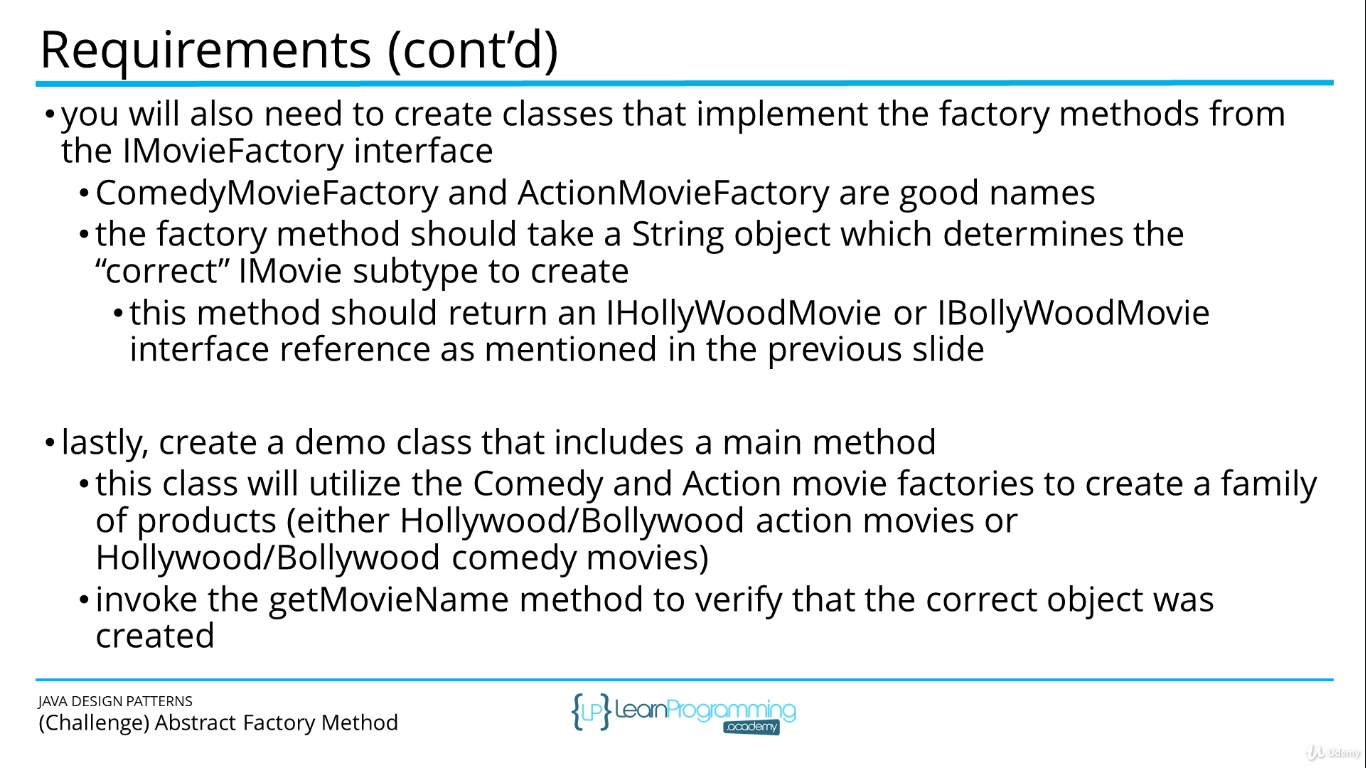 Requirements (cont’d)
• you will also need to create classes that implement the factory methods from
the IMovieFactory interface
• ComedyMovieFactory and ActionMovieFactory are good names
• the factory method should take a String object which determines the
“correct” IMovie subtype to create
• this method should return an IHollyWoodMovie or IBollyWoodMovie
interface reference as mentioned in the previous slide
• lastly, create a demo class that includes a main method
• this class will utilize the Comedy and Action movie factories to create a family
of products (either Hollywood/Bollywood action movies or
Hollywood/Bollywood comedy movies)
• invoke the getMovieName method to verify that the correct object was
created
JAVA DESIGN PATTERNS
(Challenge) Abstract Factory Method
{LP} LearnProgramming
.academy
Udemy